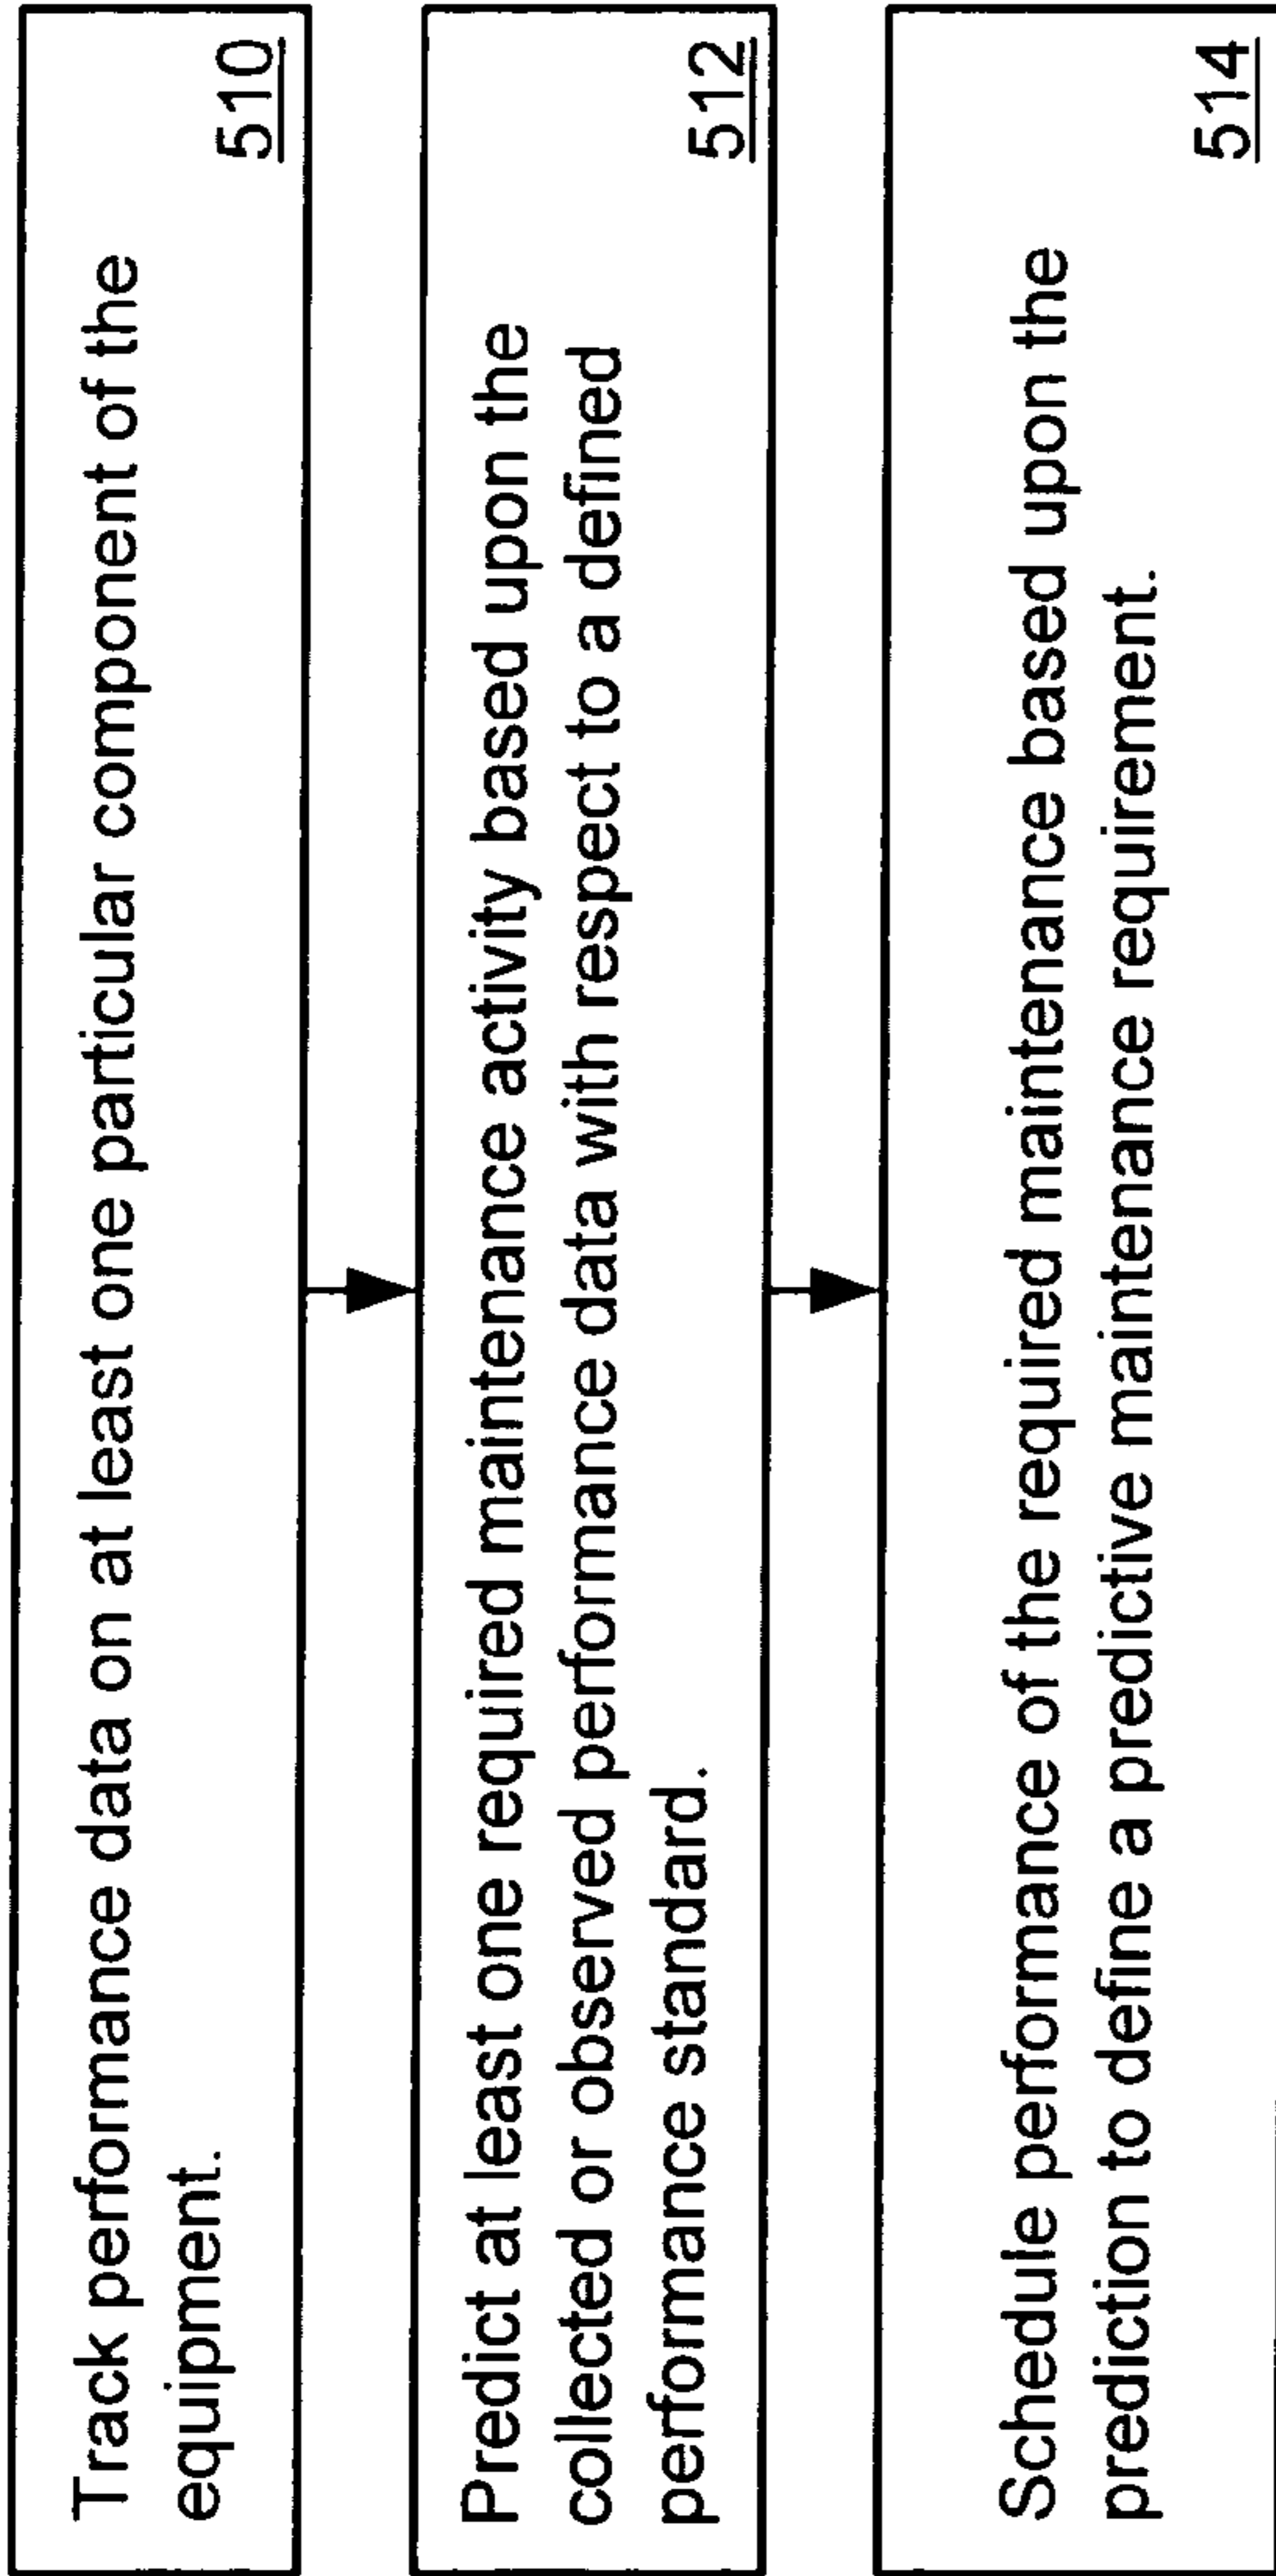 Track performance data on at least one particular component of the
equipment.
510
Predict at least one required maintenance activity based upon the
collected or observed performance data with respect to a defined
performance standard.
512
Schedule performance of the required maintenance based upon the
prediction to define a predictive maintenance requirement.
514